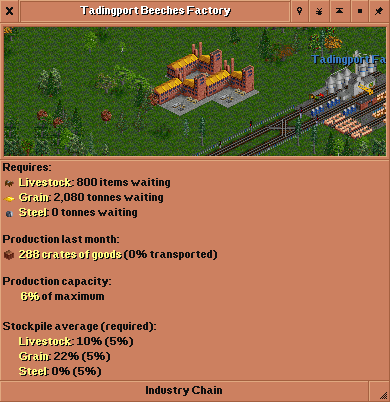 Tadingport Beeches Factory
Tadingport Fa
Requires:
Livestock: 800 items waiting
Grain: 2,080 tonnes waiting
Steel: 0 tonnes waiting
Production last month:
288 crates of goods (0% transported)
Production capacity:
6% of maximum
Stockpile average (required):
Livestock: 10% (5%)
Grain: 22% (5%)
Steel: 0% (5%)
Industry Chain